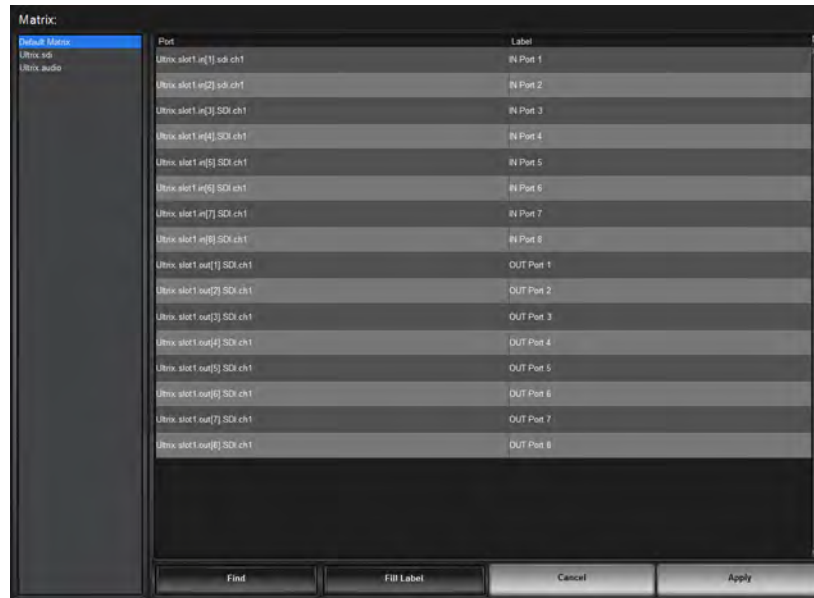 Matrix:
Default Matrix
Ultrix.sdi
Ultrix.audio
Port Label
Ultrix.slot1.in[1].sdi.ch1 IN Port 1
Ultrix.slot1.in[2].sdi.ch1 IN Port 2
Ultrix.slot1.in[3].SDI.ch1 IN Port 3
Ultrix.slot1.in[4].SDI.ch1 IN Port 4
Ultrix.slot1.in[5].SDI.ch1 IN Port 5
Ultrix.slot1.in[6].SDI.ch1 IN Port 6
Ultrix.slot1.in[7].SDI.ch1 IN Port 7
Ultrix.slot1.in[8].SDI.ch1 IN Port 8
Ultrix.slot1.out[1].SDI.ch1 OUT Port 1
Ultrix.slot1.out[2].SDI.ch1 OUT Port 2
Ultrix.slot1.out[3].SDI.ch1 OUT Port 3
Ultrix.slot1.out[4].SDI.ch1 OUT Port 4
Ultrix.slot1.out[5].SDI.ch1 OUT Port 5
Ultrix.slot1.out[6].SDI.ch1 OUT Port 6
Ultrix.slot1.out[7].SDI.ch1 OUT Port 7
Ultrix.slot1.out[8].SDI.ch1 OUT Port 8
Find Fill Label Cancel Apply